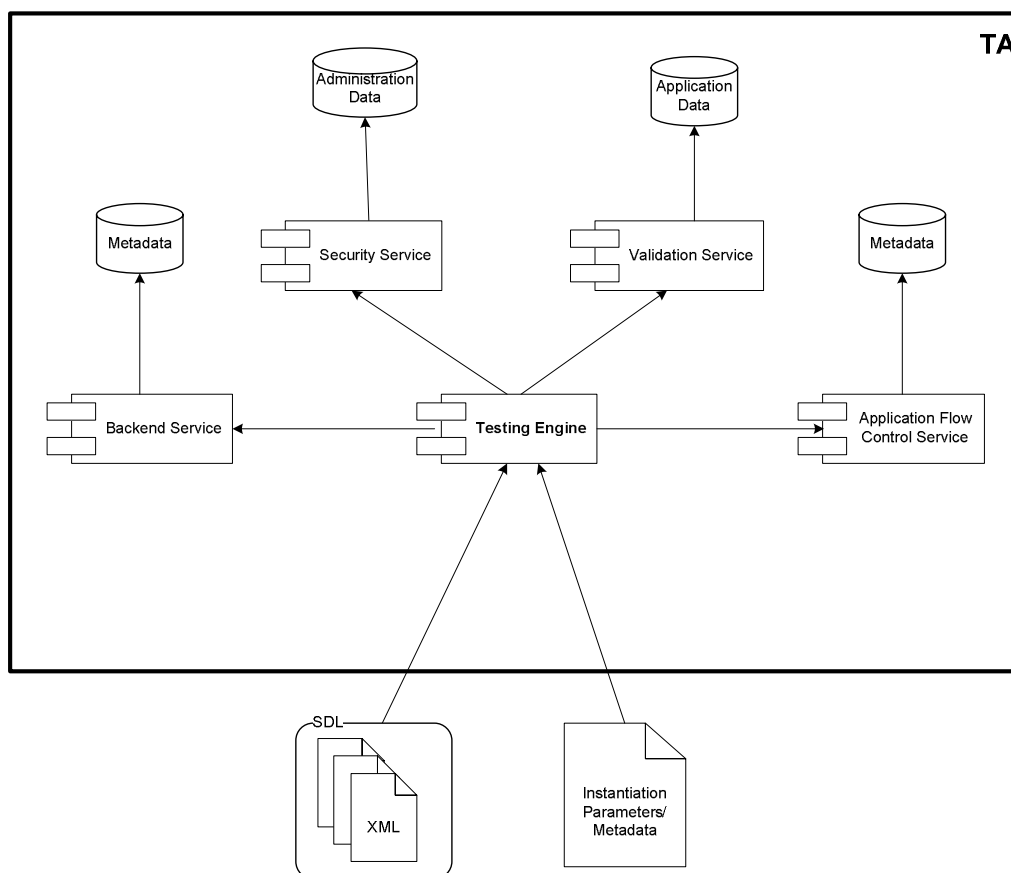 TA
Administration
Data
Application
Data
Metadata
Metadata
Security Service
Validation Service
Backend Service
Testing Engine
Application Flow
Control Service
SDL
XML
Instantiation
Parameters/
Metadata